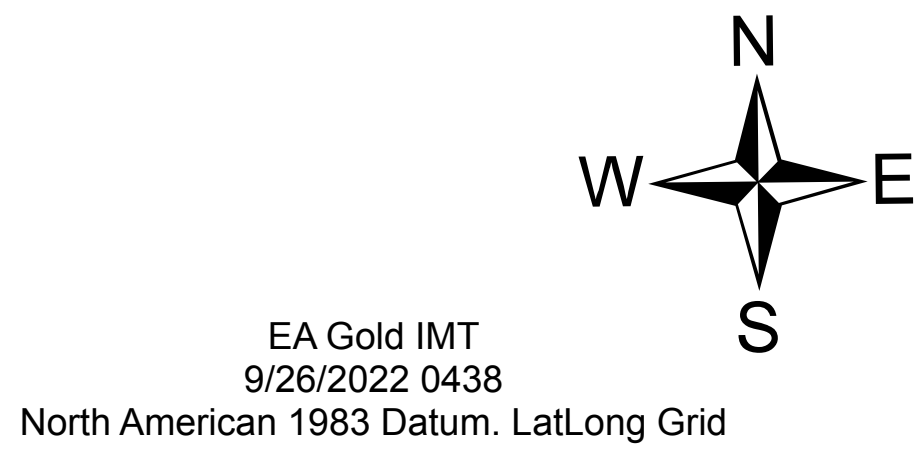 N
W E
S
EA Gold IMT
9/26/2022 0438
North American 1983 Datum. LatLong Grid